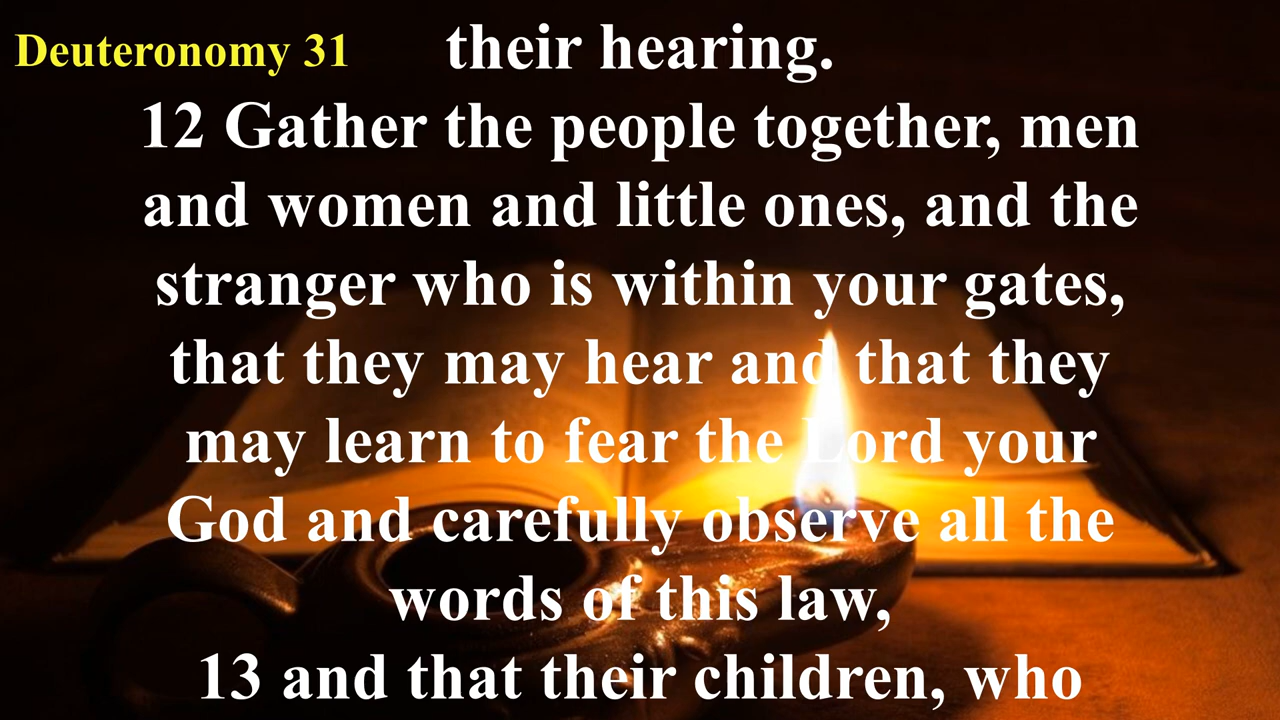 Deuteronomy 31
their hearing.
12 Gather the people together, men
and women and little ones, and the
stranger who is within your gates,
that they may hear and that they
may learn to fear the Lord your
God and carefully observe all the
words of this law,
13 and that their children, who